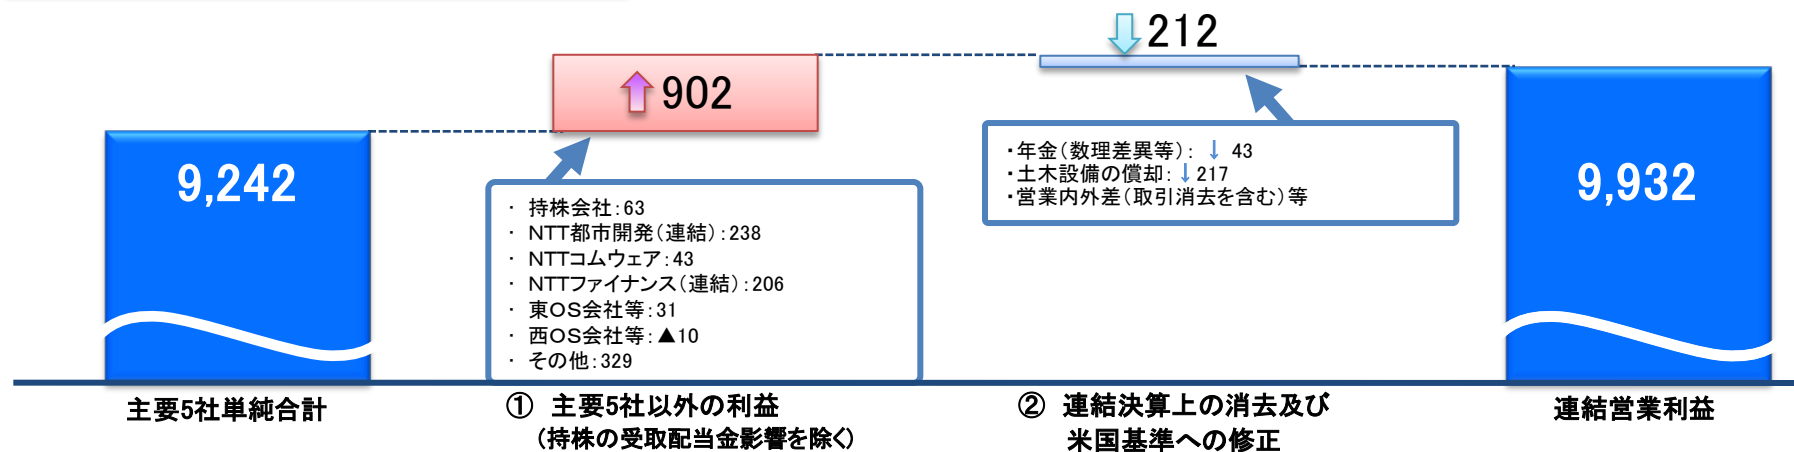 212
902
9,242
9,932
・年金(数理差異等): ↓ 43
・土木設備の償却:↓217
・営業内外差(取引消去を含む)等
· 持株会社:63
· NTT都市開発(連結):238
· NTTコムウェア:43
· NTTファイナンス(連結):206
· 東OS会社等:31
· 西OS会社等:▲10
· その他:329
主要5社単純合計
① 主要5社以外の利益
(持株の受取配当金影響を除く)
② 連結決算上の消去及び
米国基準への修正
連結営業利益